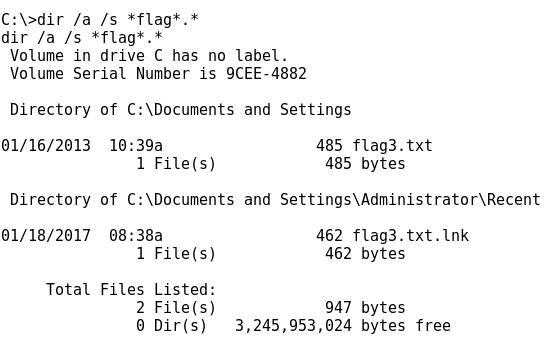 C:\>dir /a /s *flag*.*
dir /a /s *flag*.*
 Volume in drive C has no label.
 Volume Serial Number is 9CEE-4882

 Directory of C:\Documents and Settings

01/16/2013  10:39a                 485 flag3.txt
               1 File(s)            485 bytes

 Directory of C:\Documents and Settings\Administrator\Recent

01/18/2017  08:38a                 462 flag3.txt.lnk
               1 File(s)            462 bytes

     Total Files Listed:
               2 File(s)            947 bytes
               0 Dir(s)   3,245,953,024 bytes free